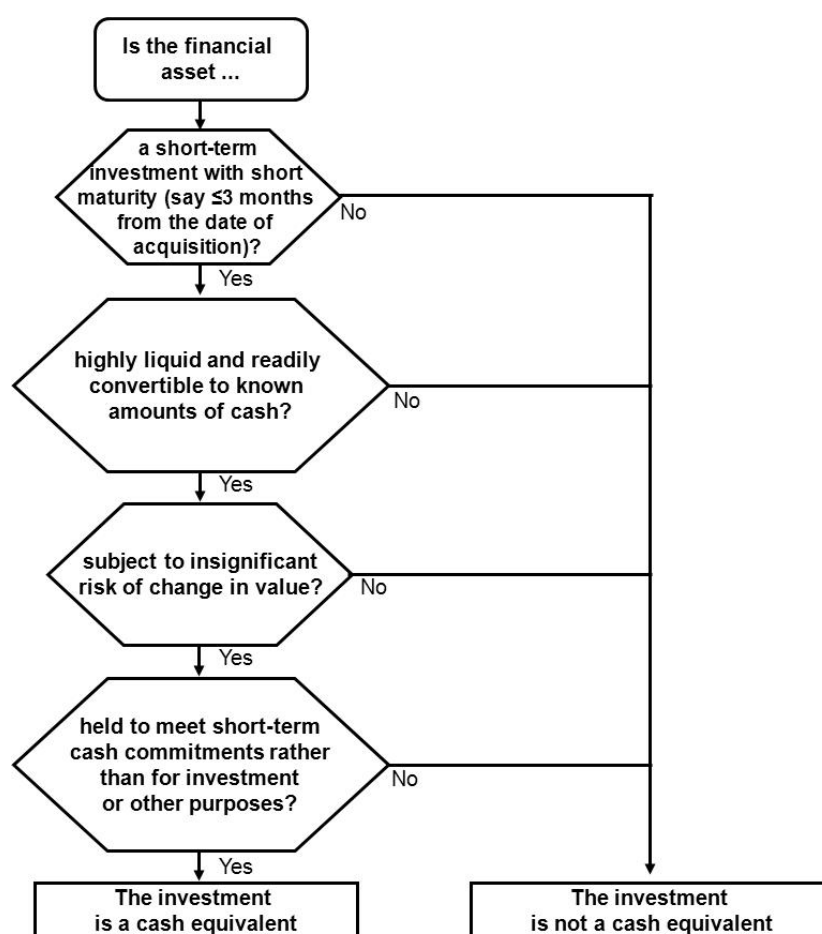 Is the financial
asset ...
a short-term
investment with short
maturity (say ≤3 months
from the date of
acquisition)?
No
Yes
highly liquid and readily
convertible to known
amounts of cash?
No
Yes
subject to insignificant
risk of change in value?
No
Yes
held to meet short-term
cash commitments rather
than for investment
or other purposes?
No
Yes
The investment
is a cash equivalent
The investment
is not a cash equivalent